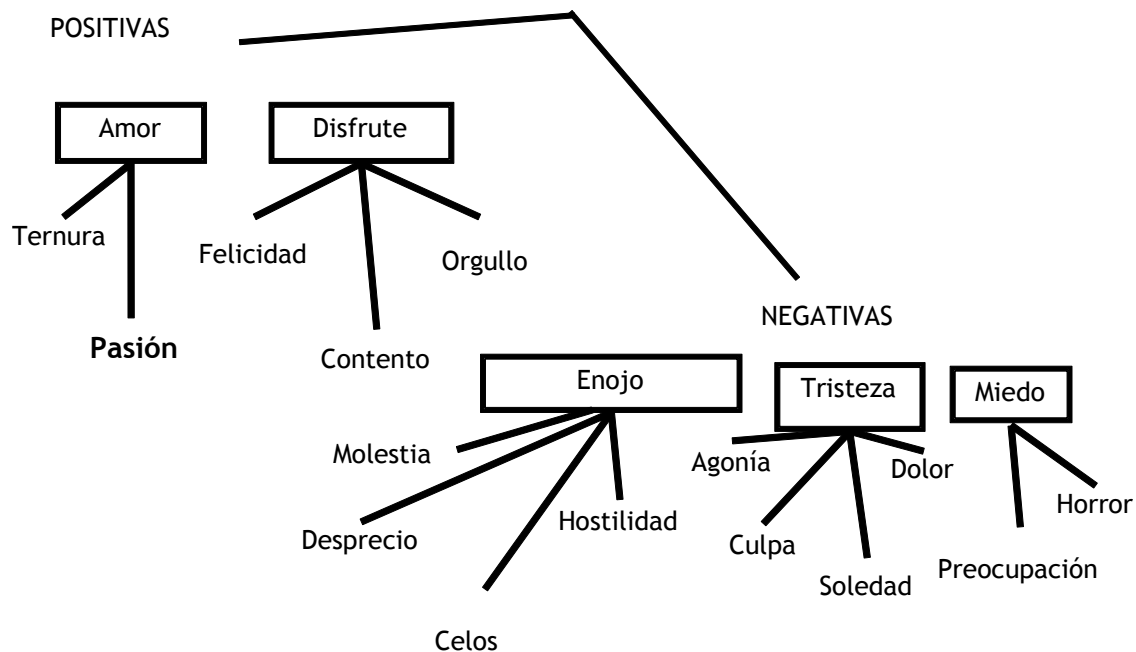 POSITIVAS
Amor
Disfrute
Ternura
Felicidad
Orgullo
Pasión
Contento
NEGATIVAS
Enojo
Tristeza
Miedo
Molestia
Agonía
Dolor
Desprecio
Hostilidad
Culpa
Horror
Soledad
Preocupación
Celos